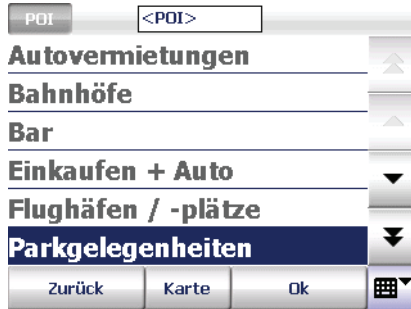 POI <POI>
Autovermietungen
Bahnhöfe
Bar
Einkaufen + Auto
Flughäfen / -plätze
Parkgelegenheiten
Zurück Karte Ok